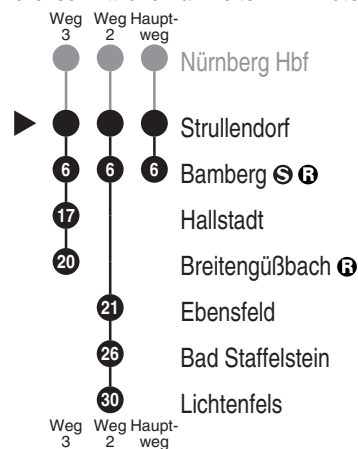 Weg Weg Haupt-
3 2 weg
Nürnberg Hbf
Strullendorf
6 6 6 Bamberg S R
17 Hallstadt
20 Breitengüßbach R
21 Ebensfeld
26 Bad Staffelstein
30 Lichtenfels
Weg Weg Haupt-
3 2 weg